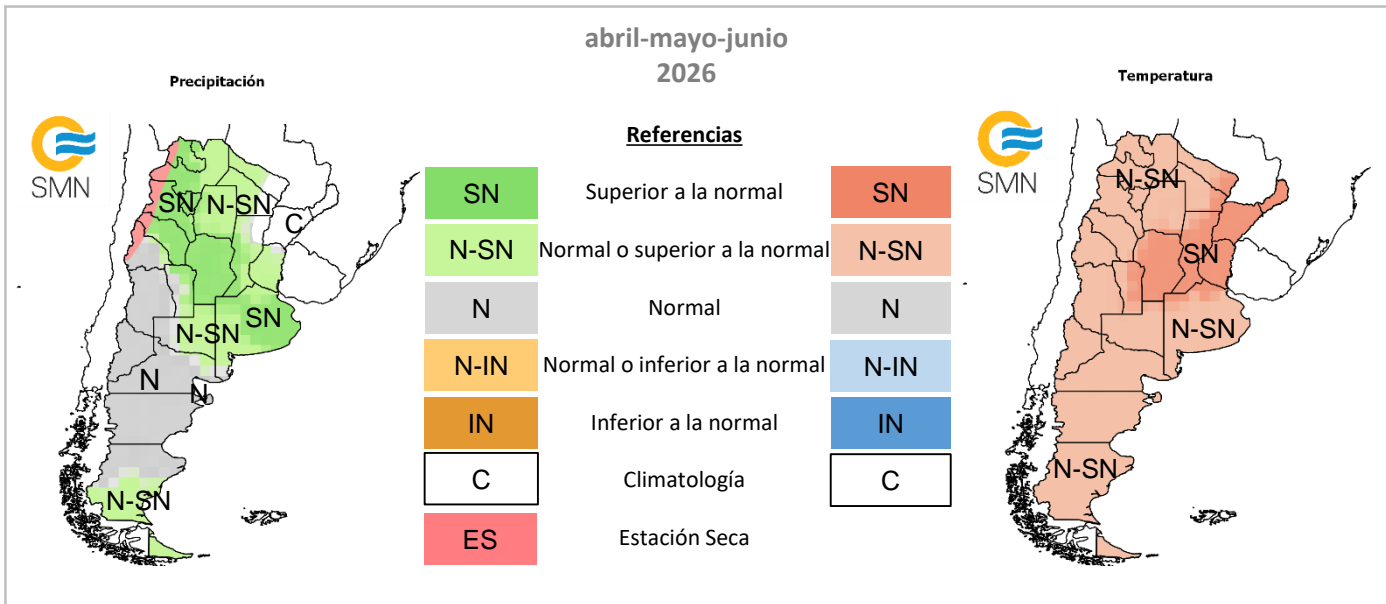 abril-mayo-junio
2026
Precipitación
SMN
SN
N-SN
C
SN
N-SN
N
N
N-SN
Referencias
SN Superior a la normal SN
N-SN Normal o superior a la normal N-SN
N Normal N
N-IN Normal o inferior a la normal N-IN
IN Inferior a la normal IN
C Climatología C
ES Estación Seca
Temperatura
SMN
N-SN
SN
N-SN
N-SN